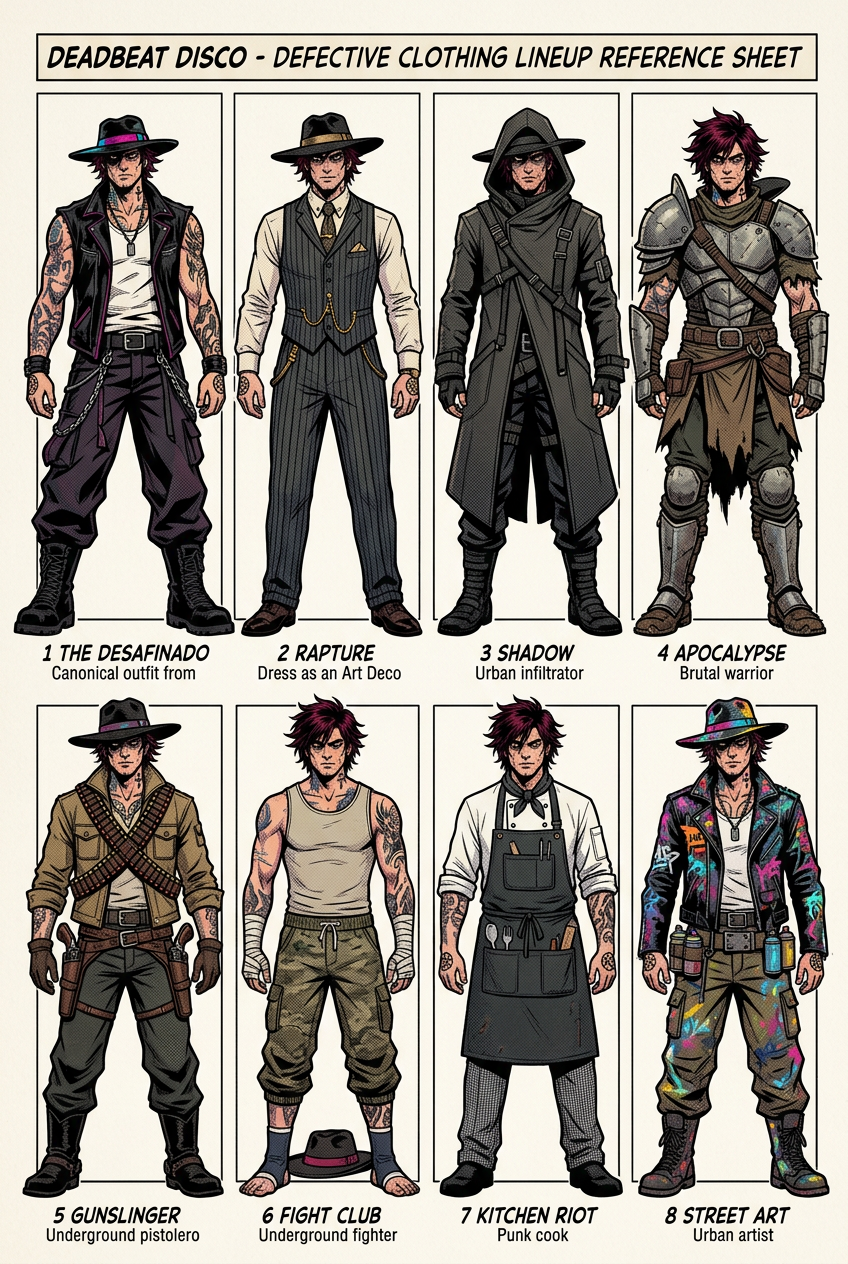 DEADBEAT DISCO - DEFECTIVE CLOTHING LINEUP REFERENCE SHEET
1 THE DESAFINADO
Canonical outfit from
2 RAPTURE
Dress as an Art Deco
3 SHADOW
Urban infiltrator
4 APOCALYPSE
Brutal warrior
5 GUNSLINGER
Underground pistolero
6 FIGHT CLUB
Underground fighter
7 KITCHEN RIOT
Punk cook
8 STREET ART
Urban artist